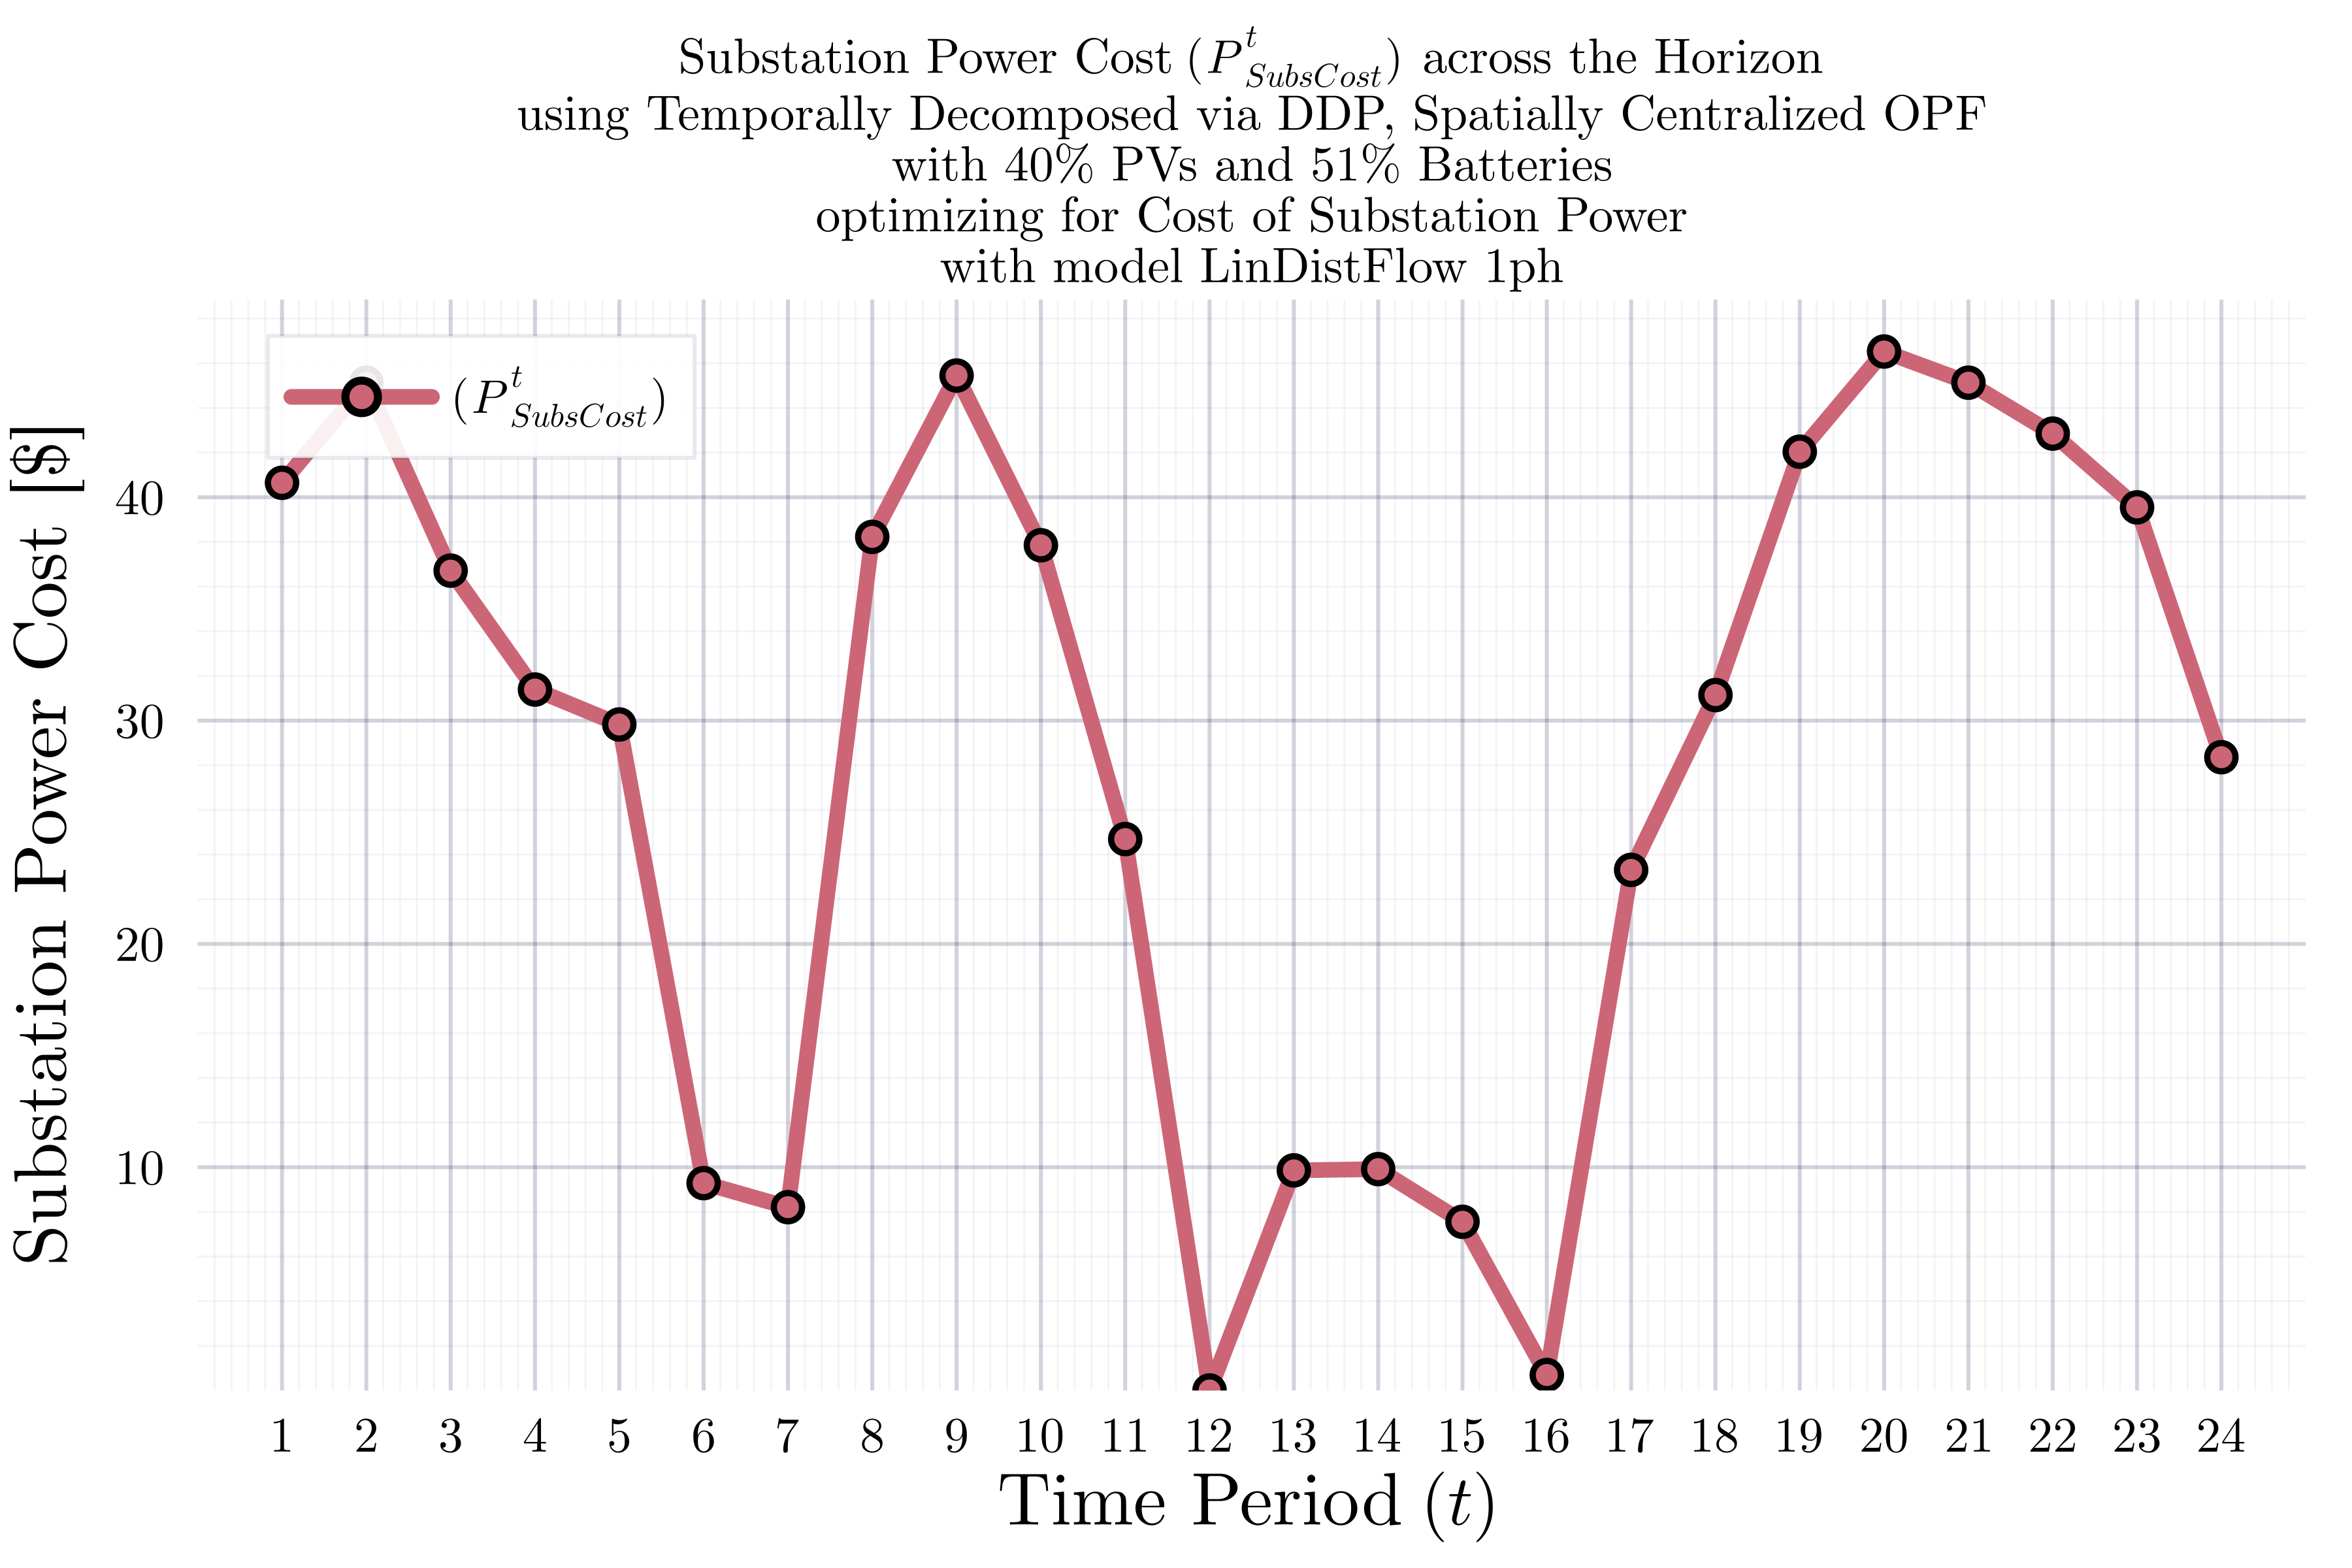 Substation Power Cost (P^t_{SubsCost}) across the Horizon
using Temporally Decomposed via DDP, Spatially Centralized OPF
with 40% PVs and 51% Batteries
optimizing for Cost of Substation Power
with model LinDistFlow 1ph
(P^t_{SubsCost})
Substation Power Cost [$]
40
30
20
10
1 2 3 4 5 6 7 8 9 10 11 12 13 14 15 16 17 18 19 20 21 22 23 24
Time Period (t)